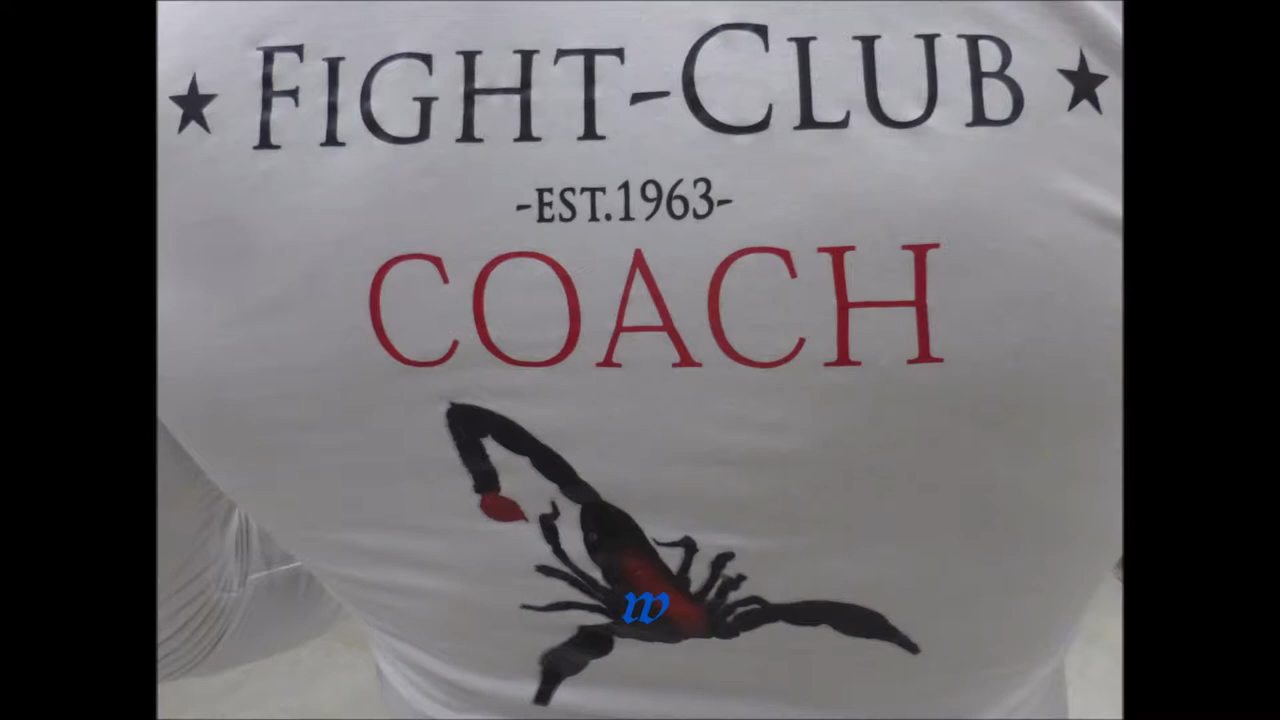 ★ FIGHT-CLUB ★
-EST.1963-
COACH
w